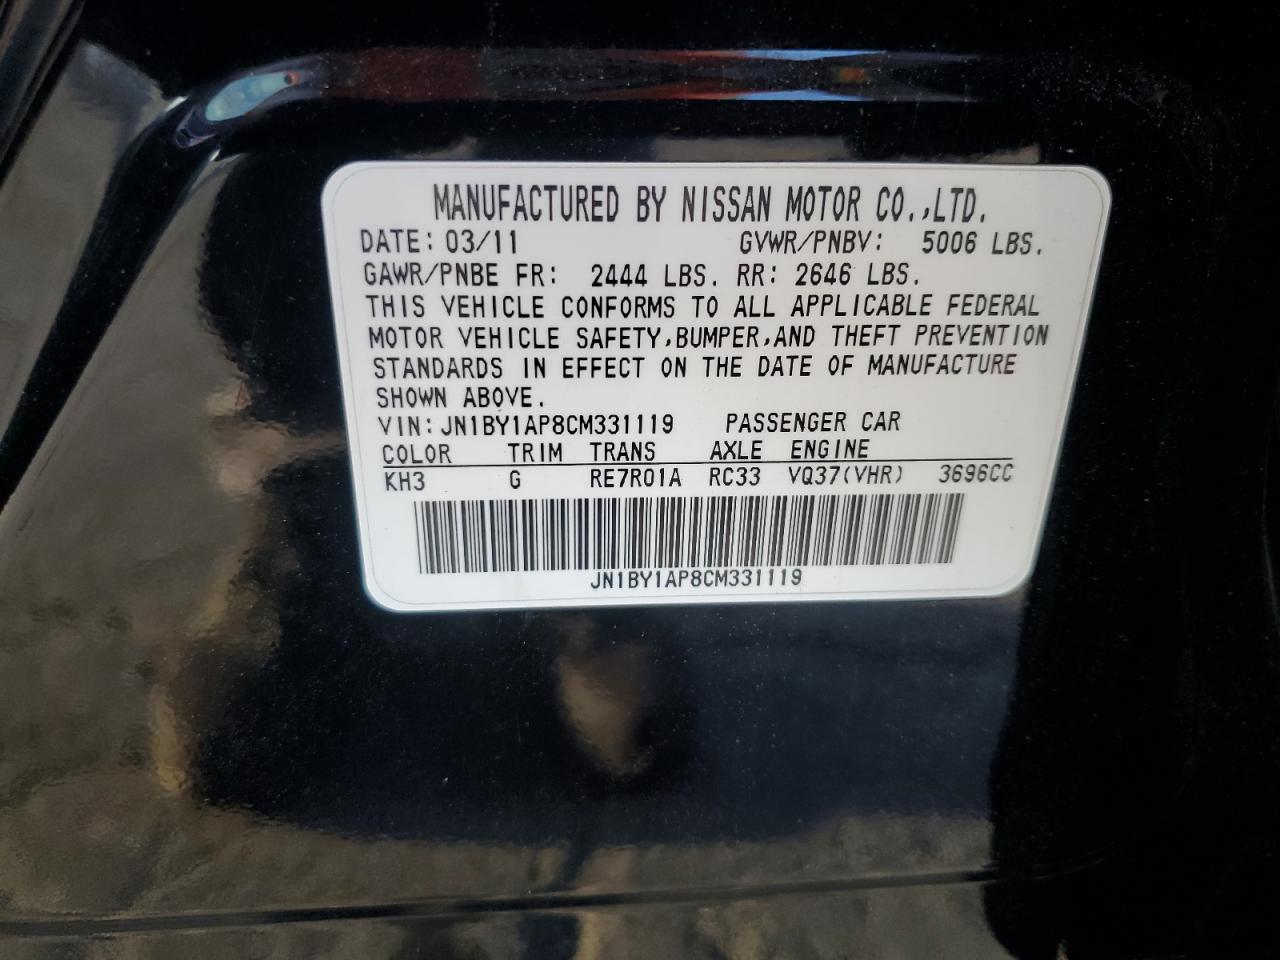 MANUFACTURED BY NISSAN MOTOR CO.,LTD.
DATE: 03/11 GVWR/PNBV: 5006 LBS.
GAWR/PNBE FR: 2444 LBS. RR: 2646 LBS.
THIS VEHICLE CONFORMS TO ALL APPLICABLE FEDERAL
MOTOR VEHICLE SAFETY,BUMPER,AND THEFT PREVENTION
STANDARDS IN EFFECT ON THE DATE OF MANUFACTURE
SHOWN ABOVE.
VIN: JN1BY1AP8CM331119 PASSENGER CAR
COLOR TRIM TRANS AXLE ENGINE
KH3 G RE7R01A RC33 VQ37(VHR) 3696CC
JN1BY1AP8CM331119